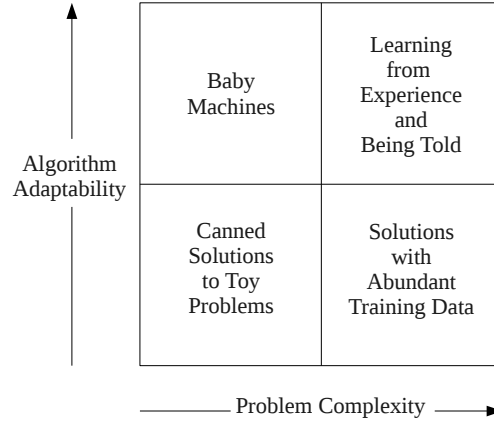 Baby
Machines
Learning
from
Experience
and
Being Told
Algorithm
Adaptability
Canned
Solutions
to Toy
Problems
Solutions
with
Abundant
Training Data
Problem Complexity